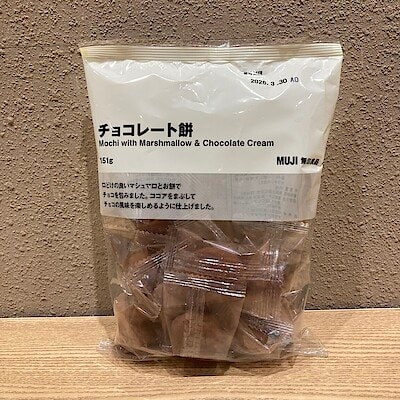 2026. 3. 30 AO
チョコレート餅
Mochi with Marshmallow & Chocolate Cream
151g
MUJI 無印良品
口どけの良いマシュマロとお餅で
チョコを包みました。ココアをまぶして
チョコの風味を楽しめるように仕上げました。